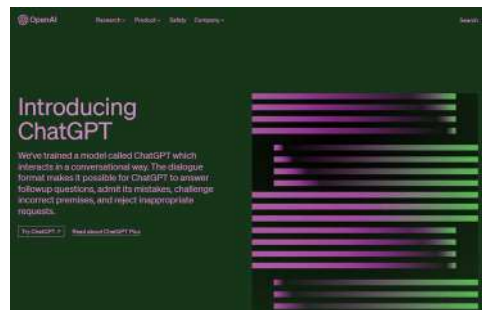 OpenAI
Research Product Safety Company
Search
Introducing
ChatGPT
We've trained a model called ChatGPT which
interacts in a conversational way. The dialogue
format makes it possible for ChatGPT to answer
followup questions, admit its mistakes, challenge
incorrect premises, and reject inappropriate
requests.
Try ChatGPT ↗ Read about ChatGPT Plus